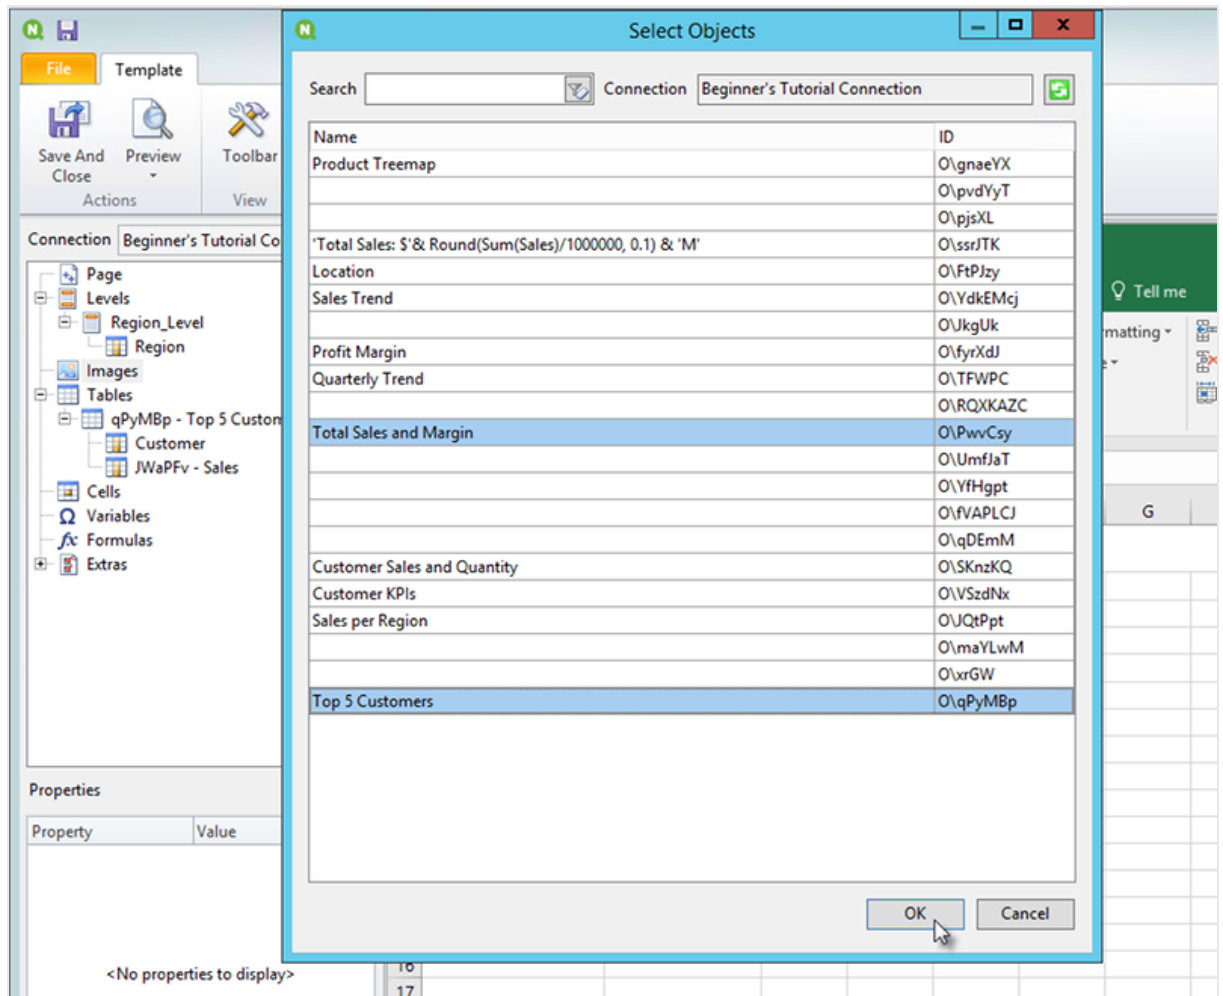 Select Objects
File
Template
Search
Connection
Beginner's Tutorial Connection
Save And Close
Preview
Toolbar
Actions
View
Name
ID
Product Treemap
O\gnaeYX
O\pvdYyT
O\pjsXL
'Total Sales: $'& Round(Sum(Sales)/1000000, 0.1) & 'M'
O\ssrJTK
Location
O\FtPJzy
Sales Trend
O\YdkEMcj
O\JkgUk
Profit Margin
O\fyrXdJ
Quarterly Trend
O\TFWPC
O\RQXKAZC
Total Sales and Margin
O\PwvCsy
O\UmfJaT
O\YfHgpt
O\fVAPLCJ
O\qDEmM
Customer Sales and Quantity
O\SKnzKQ
Customer KPIs
O\VSzdNx
Sales per Region
O\JQtPpt
O\maYLwM
O\xrGW
Top 5 Customers
O\qPyMBp
OK
Cancel
Connection
Beginner's Tutorial Co
Page
Levels
Region_Level
Region
Images
Tables
qPyMBp - Top 5 Custom
Customer
JWaPFv - Sales
Cells
Variables
Formulas
Extras
Properties
Property
Value
<No properties to display>
Tell me
rmatting
G
16
17